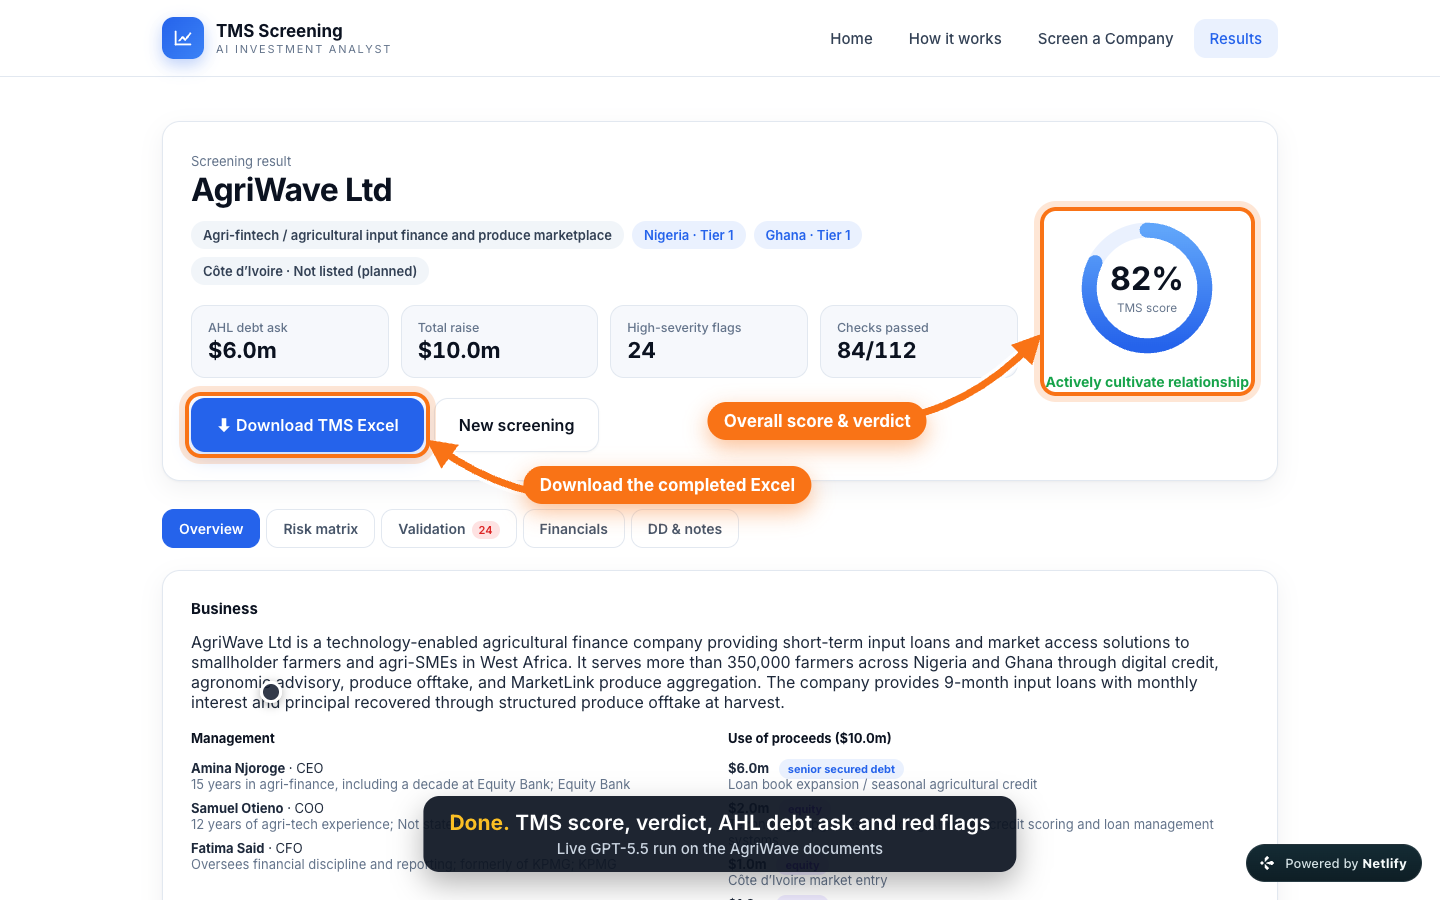 TMS Screening
AI INVESTMENT ANALYST
Home
How it works
Screen a Company
Results
Screening result
AgriWave Ltd
Agri-fintech / agricultural input finance and produce marketplace
Nigeria · Tier 1
Ghana · Tier 1
Côte d’Ivoire · Not listed (planned)
AHL debt ask
$6.0m
Total raise
$10.0m
High-severity flags
24
Checks passed
84/112
82%
TMS score
Actively cultivate relationship
⬇ Download TMS Excel
New screening
Overall score & verdict
Download the completed Excel
Overview
Risk matrix
Validation 24
Financials
DD & notes
Business
AgriWave Ltd is a technology-enabled agricultural finance company providing short-term input loans and market access solutions to
smallholder farmers and agri-SMEs in West Africa. It serves more than 350,000 farmers across Nigeria and Ghana through digital credit,
agronomic advisory, produce offtake, and MarketLink produce aggregation. The company provides 9-month input loans with monthly
interest and principal recovered through structured produce offtake at harvest.
Management
Amina Njoroge · CEO
15 years in agri-finance, including a decade at Equity Bank; Equity Bank
Samuel Otieno · COO
12 years of agri-tech experience; Not
Fatima Said · CFO
Oversees financial discipline and reporting; formerly at KPMG; KPMG
Use of proceeds ($10.0m)
$6.0m senior secured debt
Loan book expansion / seasonal agricultural credit
$2.0m equity
scoring and loan management
$1.0m equity
Côte d’Ivoire market entry
Done. TMS score, verdict, AHL debt ask and red flags
Live GPT-5.5 run on the AgriWave documents
Powered by Netlify